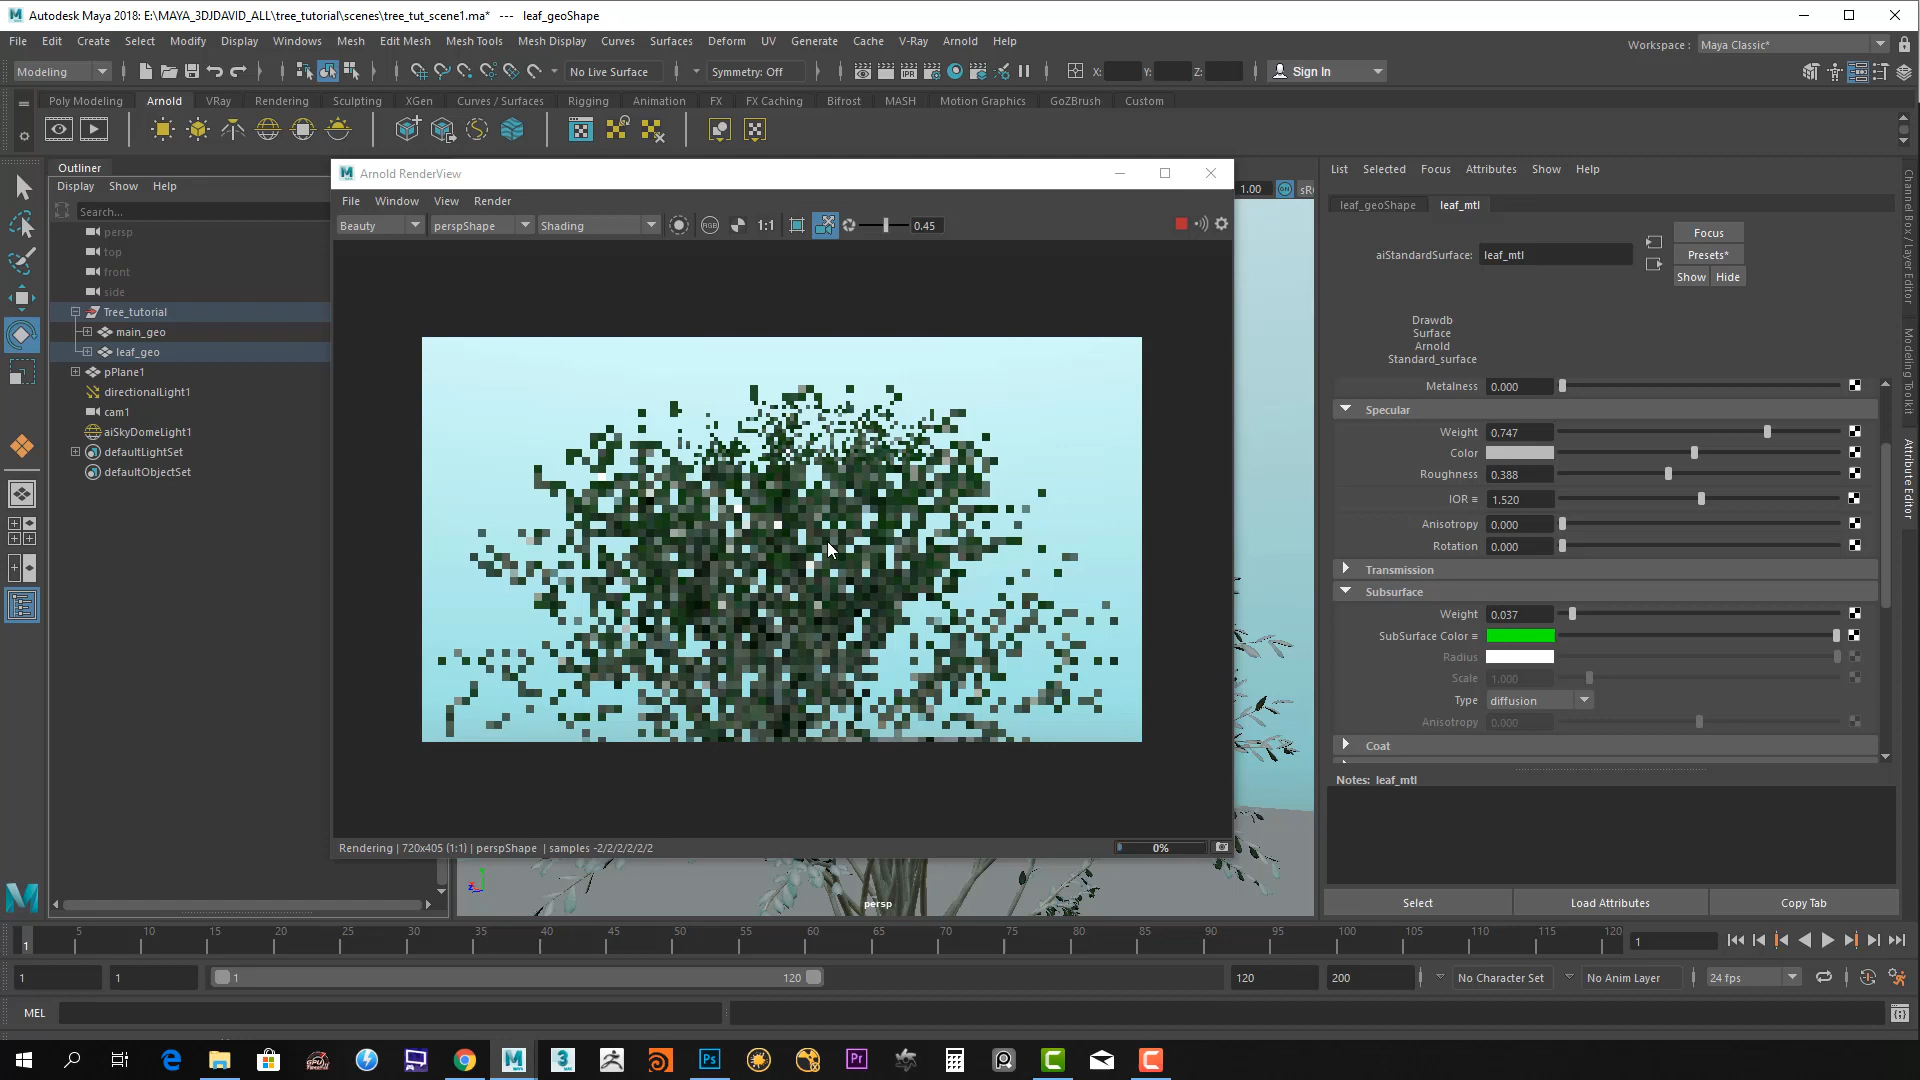 Autodesk Maya 2018: E:\MAYA_3DJDAVID_ALL\tree_tutorial\scenes\tree_tut_scene1.ma* --- leaf_geoShape
File Edit Create Select Modify Display Windows Mesh Edit Mesh Mesh Tools Mesh Display Curves Surfaces Deform UV Generate Cache V-Ray Arnold Help
Workspace : Maya Classic*
Modeling No Live Surface Symmetry: Off X: Y: Z: Sign In
Poly Modeling Arnold VRay Rendering Sculpting XGen Curves / Surfaces Rigging Animation FX FX Caching Bifrost MASH Motion Graphics GoZBrush Custom
Outliner
Display Show Help
Search...
persp
top
front
side
Tree_tutorial
main_geo
leaf_geo
pPlane1
directionalLight1
cam1
aiSkyDomeLight1
defaultLightSet
defaultObjectSet
Arnold RenderView
File Window View Render
Beauty perspShape Shading RGB 1:1 0.45
Rendering | 720x405 (1:1) | perspShape | samples -2/2/2/2/2/2
0%
1.00
persp
List Selected Focus Attributes Show Help
leaf_geoShape leaf_mtl
aiStandardSurface: leaf_mtl
Focus
Presets*
Show Hide
Drawdb
Surface
Arnold
Standard_surface
Metalness 0.000
Specular
Weight 0.747
Color
Roughness 0.388
IOR 1.520
Anisotropy 0.000
Rotation 0.000
Transmission
Subsurface
Weight 0.037
SubSurface Color
Radius
Scale 1.000
Type diffusion
Anisotropy 0.000
Coat
Notes: leaf_mtl
Select Load Attributes Copy Tab
Channel Box / Layer Editor
Modeling Toolkit
Attribute Editor
1 5 10 15 20 25 30 35 40 45 50 55 60 65 70 75 80 85 90 95 100 105 110 115 120 1
1 1 1 120 120 200 No Character Set No Anim Layer 24 fps
MEL